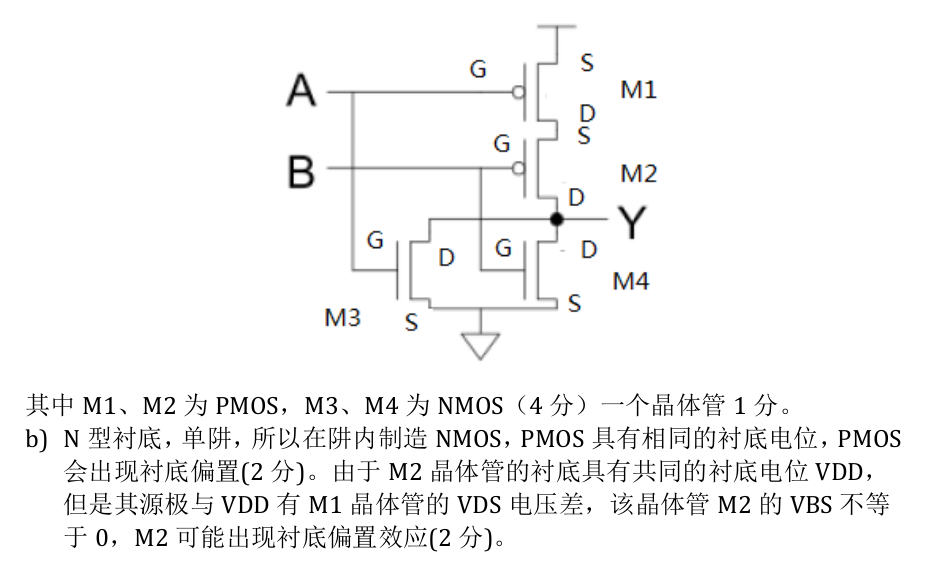 G
S
A
M1
D
G
S
B
M2
D
Y
G
D
G
D
M4
M3
S
S
其中 M1、M2 为 PMOS，M3、M4 为 NMOS（4 分）一个晶体管 1 分。
b) N 型衬底，单阱，所以在阱内制造 NMOS，PMOS 具有相同的衬底电位，PMOS
会出现衬底偏置(2 分)。由于 M2 晶体管的衬底具有共同的衬底电位 VDD，
但是其源极与 VDD 有 M1 晶体管的 VDS 电压差，该晶体管 M2 的 VBS 不等
于 0，M2 可能出现衬底偏置效应(2 分)。